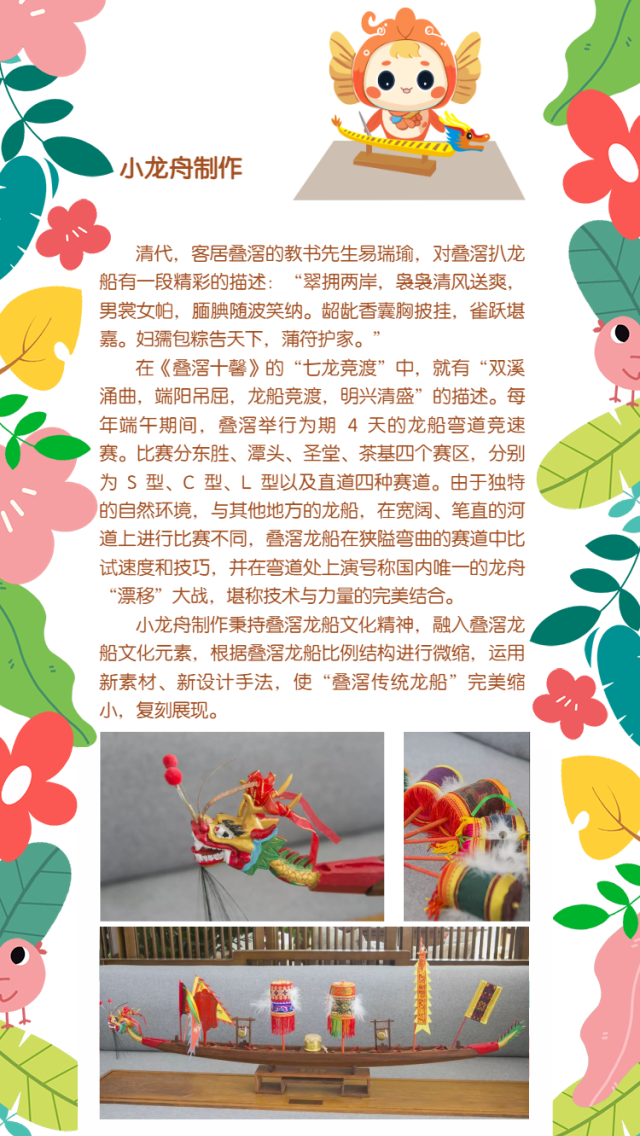 小龙舟制作
清代，客居叠滘的教书先生易瑞瑜，对叠滘扒龙
船有一段精彩的描述：“翠拥两岸，袅袅清风送爽，
男裳女帕，腼腆随波笑纳。龆龀香囊胸披挂，雀跃堪
嘉。妇孺包粽告天下，蒲符护家。”
在《叠滘十馨》的“七龙竞渡”中，就有“双溪
涌曲，端阳吊屈，龙船竞渡，明兴清盛”的描述。每
年端午期间，叠滘举行为期 4 天的龙船弯道竞速
赛。比赛分东胜、潭头、圣堂、茶基四个赛区，分别
为 S 型、C 型、L 型以及直道四种赛道。由于独特
的自然环境，与其他地方的龙船，在宽阔、笔直的河
道上进行比赛不同，叠滘龙船在狭隘弯曲的赛道中比
试速度和技巧，并在弯道处上演号称国内唯一的龙舟
“漂移”大战，堪称技术与力量的完美结合。
小龙舟制作秉持叠滘龙船文化精神，融入叠滘龙
船文化元素，根据叠滘龙船比例结构进行微缩，运用
新素材、新设计手法，使“叠滘传统龙船”完美缩
小，复刻展现。